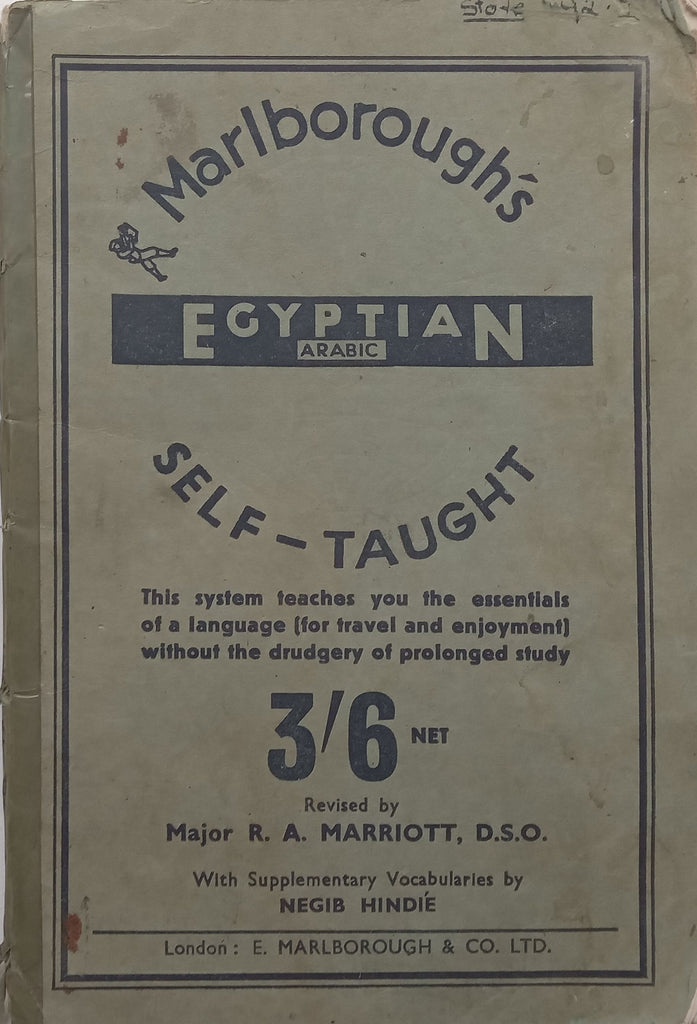 Store
Marlborough's
EGYPTIAN
ARABIC
SELF-TAUGHT
This system teaches you the essentials
of a language (for travel and enjoyment)
without the drudgery of prolonged study
3/6 NET
Revised by
Major R. A. MARRIOTT, D.S.O.
With Supplementary Vocabularies by
NEGIB HINDIÉ
London: E. MARLBOROUGH & CO. LTD.